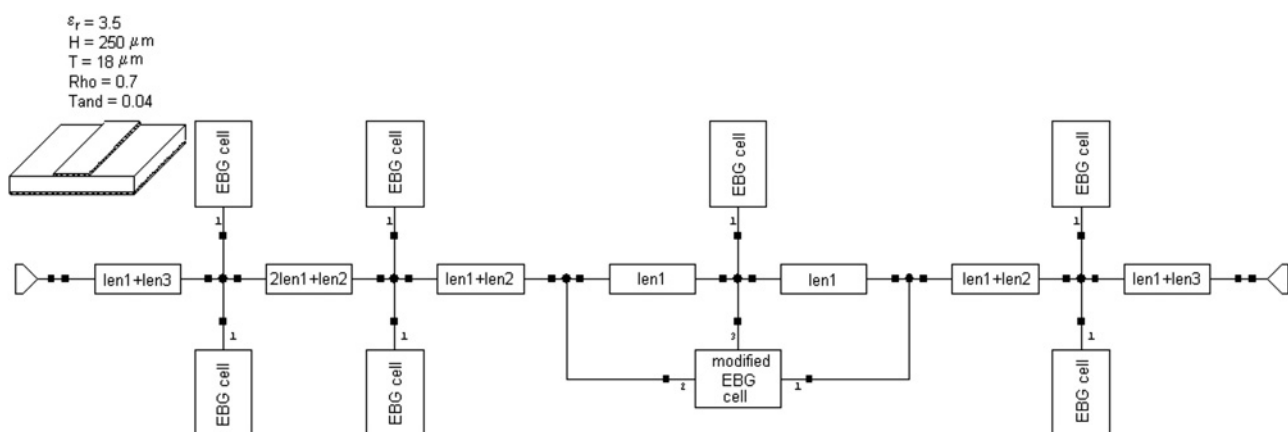 εr = 3.5
H = 250 μm
T = 18 μm
Rho = 0.7
Tand = 0.04
EBG cell
EBG cell
EBG cell
EBG cell
1
1
1
1
len1+len3
2len1+len2
len1+len2
len1
len1
len1+len2
len1+len3
1
1
3
1
EBG cell
EBG cell
2
modified
EBG
cell
1
EBG cell